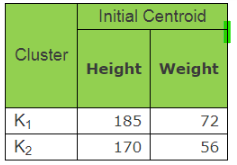 Initial Centroid
Cluster
Height Weight
K₁ 185 72
K₂ 170 56